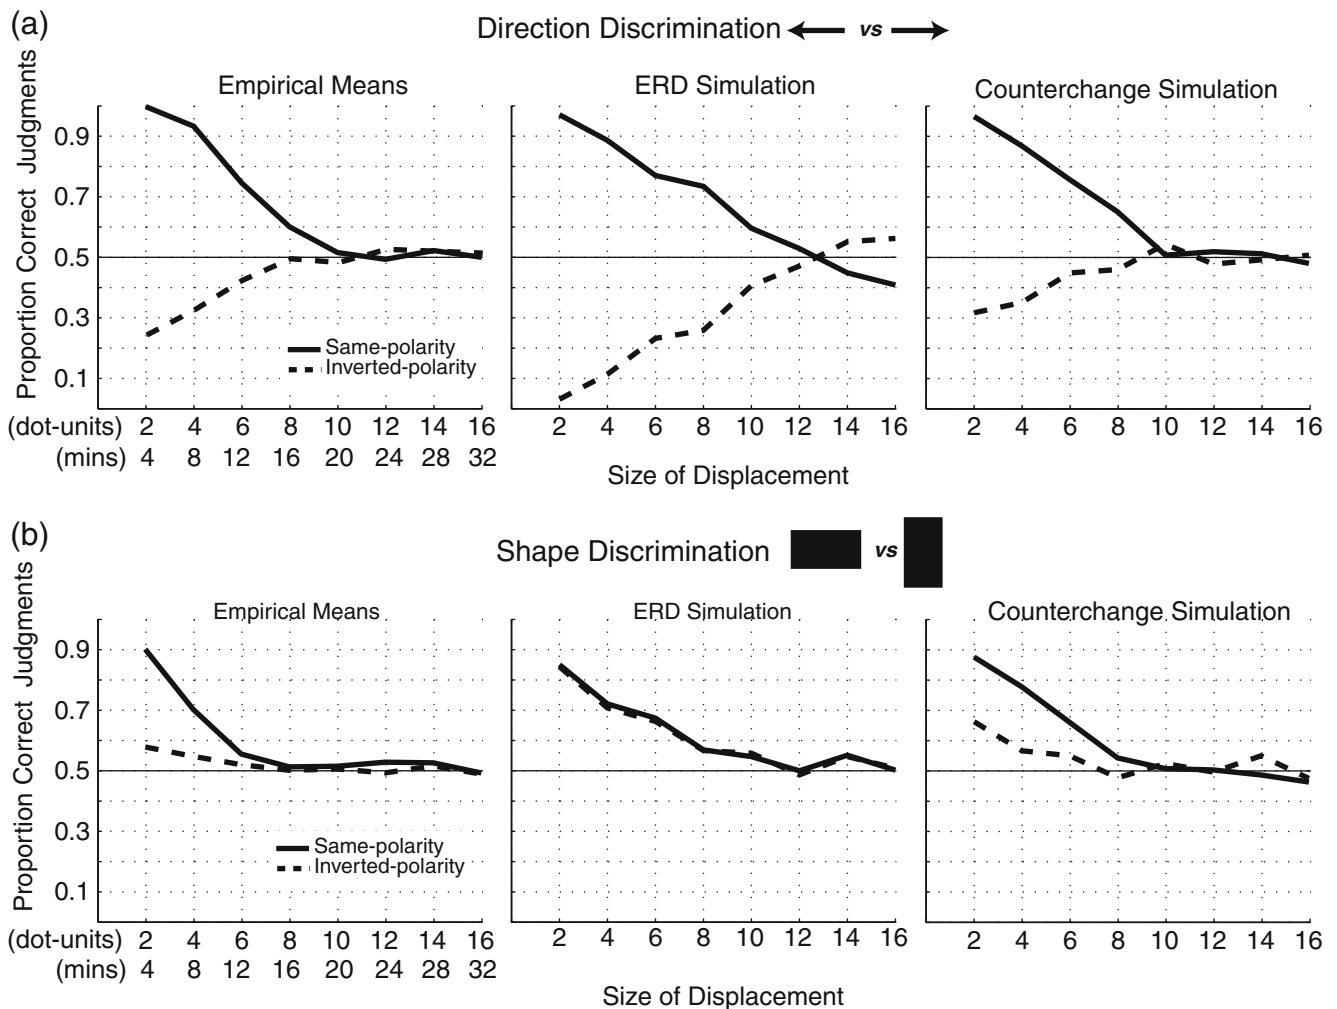 (a)
Direction Discrimination vs
Empirical Means
ERD Simulation
Counterchange Simulation
Proportion Correct Judgments
0.9
0.7
0.5
0.3
0.1
Same-polarity
Inverted-polarity
(dot-units) 2 4 6 8 10 12 14 16
(mins) 4 8 12 16 20 24 28 32
2 4 6 8 10 12 14 16
2 4 6 8 10 12 14 16
Size of Displacement
(b)
Shape Discrimination vs
Empirical Means
ERD Simulation
Counterchange Simulation
Proportion Correct Judgments
0.9
0.7
0.5
0.3
0.1
Same-polarity
Inverted-polarity
(dot-units) 2 4 6 8 10 12 14 16
(mins) 4 8 12 16 20 24 28 32
2 4 6 8 10 12 14 16
2 4 6 8 10 12 14 16
Size of Displacement